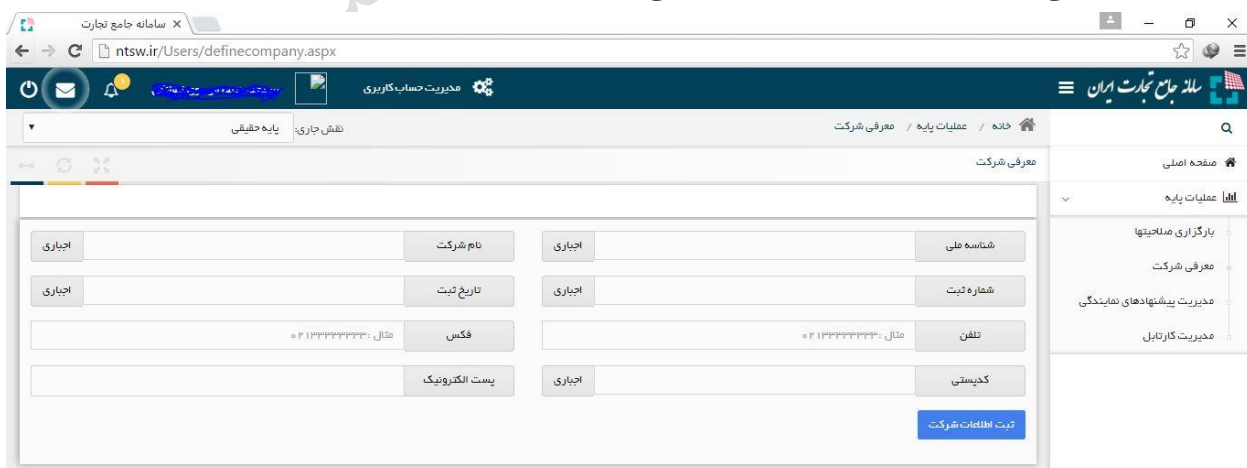 سامانه جامع تجارت
ntsw.ir/Users/definecompany.aspx
سامانه جامع تجارت ایران
مدیریت حساب کاربری
خانه / عملیات پایه / معرفی شرکت
نقش جاری: پایه حقیقی
معرفی شرکت
صفحه اصلی
عملیات پایه
بارگزاری صلاحیتها
معرفی شرکت
مدیریت پیشنهادهای نمایندگی
مدیریت کارتابل
شناسه ملی اجباری نام شرکت اجباری
شماره ثبت اجباری تاریخ ثبت اجباری
تلفن مثال :۰۲۱۳۳۳۳۳۳۳۳ فکس مثال :۰۲۱۳۳۳۳۳۳۳۳
کدپستی اجباری پست الکترونیک
ثبت اطلاعات شرکت